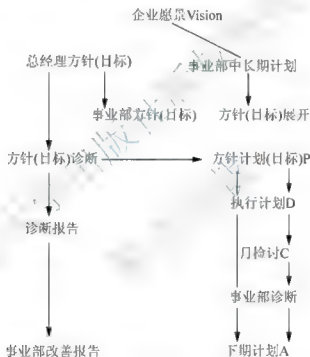 企业愿景Vision
总经理方针(目标)
事业部中长期计划
事业部方针(目标)
方针(目标)展开
方针(目标)诊断
方针计划(目标)P
执行计划D
诊断报告
月检讨C
事业部诊断
事业部改善报告
下期计划A